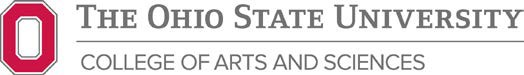 THE OHIO STATE UNIVERSITY
COLLEGE OF ARTS AND SCIENCES